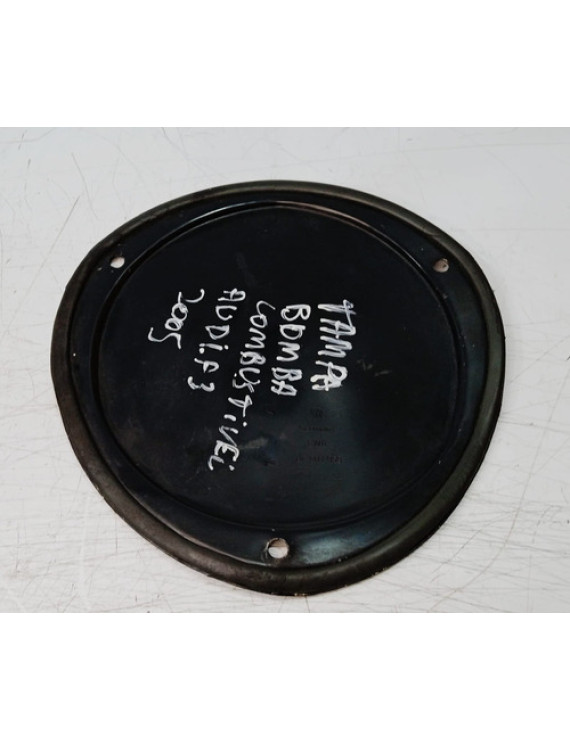 TAMPA
BOMBA
COMBUSTIVEL
AUDI.A3
2005